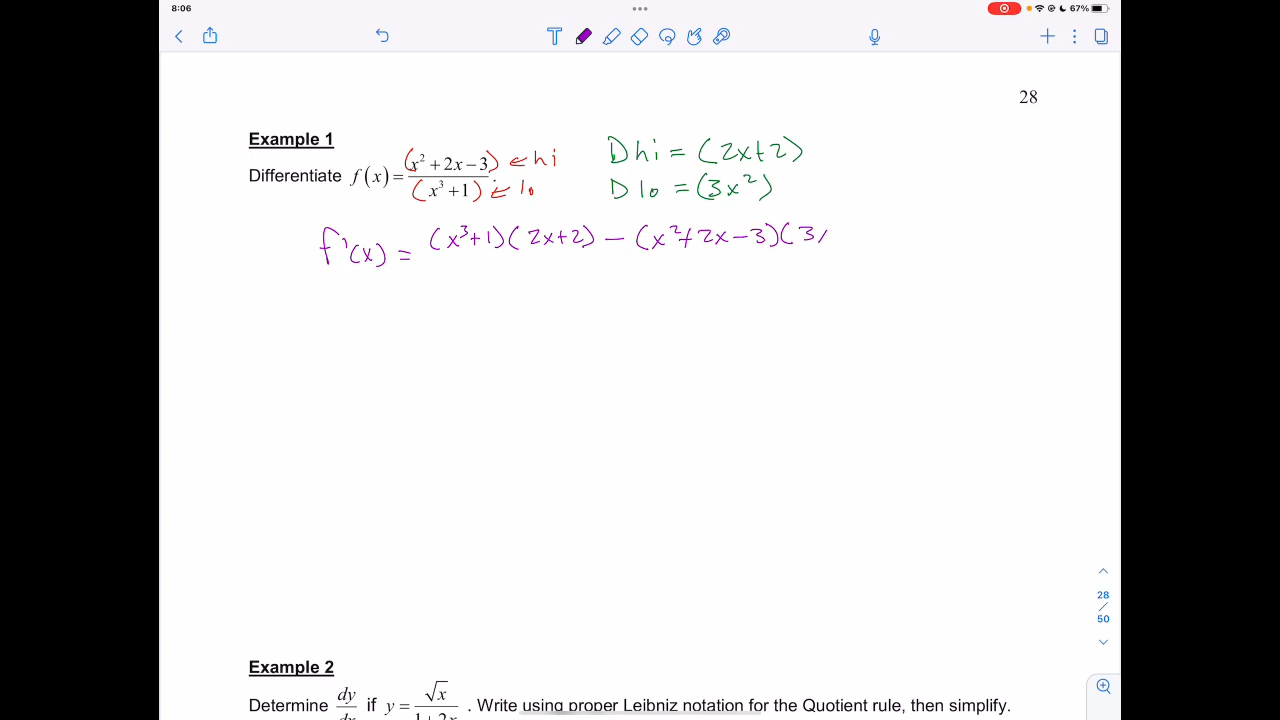 8:06
67%
28
Example 1
Differentiate f(x) = (x² + 2x − 3) / (x³ + 1).
← hi
← lo
D hi = (2x+2)
D lo = (3x²)
f'(x) = (x³+1)(2x+2) − (x²+2x−3)(3
28
/
50
Example 2
Determine dy/dx if y = √x / 1 + 2x . Write using proper Leibniz notation for the Quotient rule, then simplify.